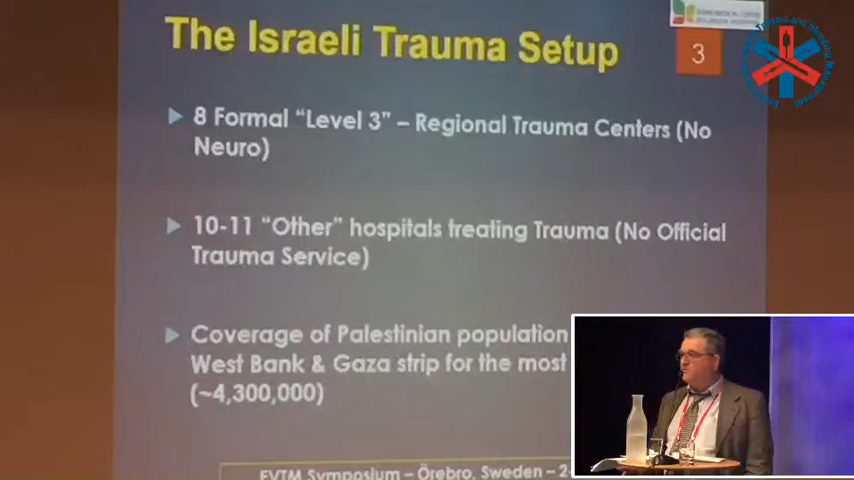 The Israeli Trauma Setup
3
8 Formal “Level 3” – Regional Trauma Centers (No
Neuro)
10-11 “Other” hospitals treating Trauma (No Official
Trauma Service)
Coverage of Palestinian population
West Bank & Gaza strip for the most
(~4,300,000)
EVTM Symposium – Örebro, Sweden – 2-